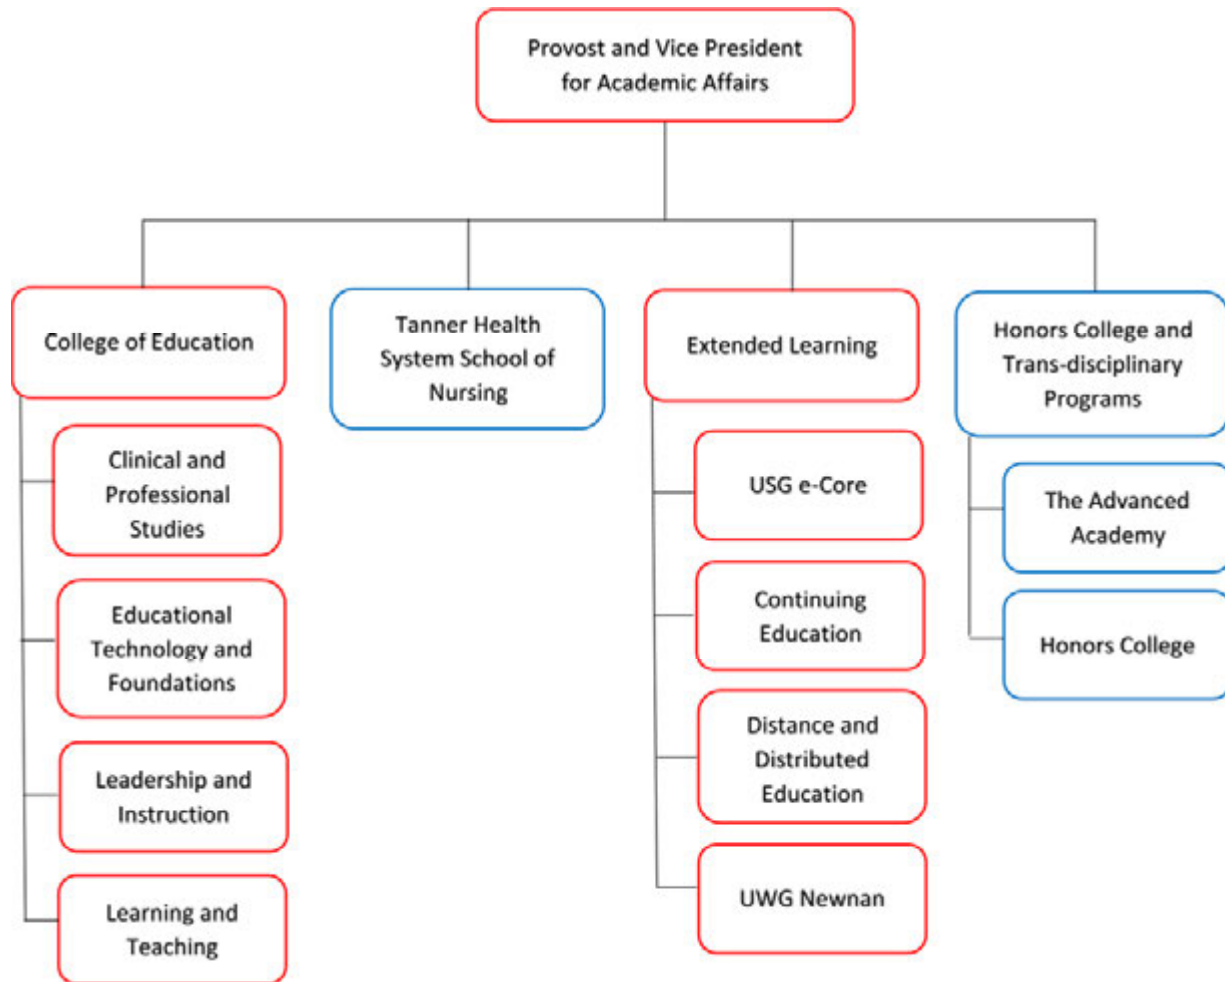 Provost and Vice President
for Academic Affairs
College of Education
Clinical and
Professional
Studies
Educational
Technology and
Foundations
Leadership and
Instruction
Learning and
Teaching
Tanner Health
System School of
Nursing
Extended Learning
USG e-Core
Continuing
Education
Distance and
Distributed
Education
UWG Newnan
Honors College and
Trans-disciplinary
Programs
The Advanced
Academy
Honors College